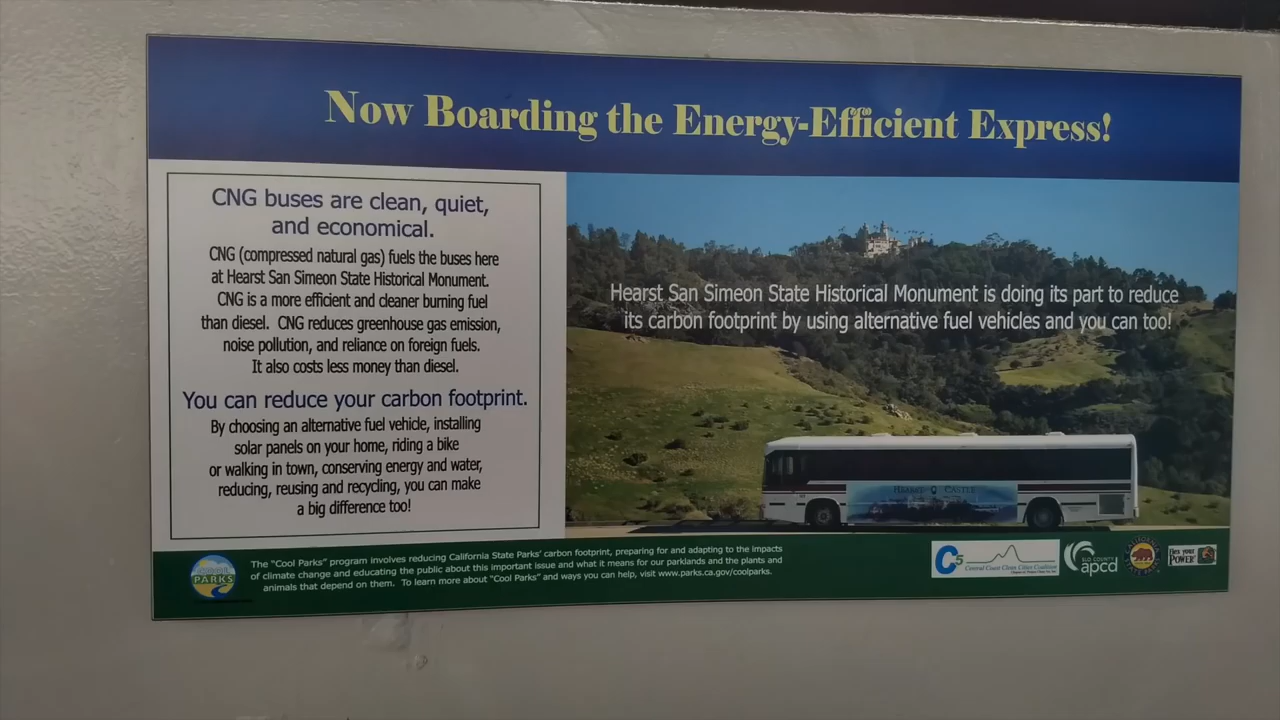 Now Boarding the Energy-Efficient Express!
CNG buses are clean, quiet,
and economical.
CNG (compressed natural gas) fuels the buses here
at Hearst San Simeon State Historical Monument.
CNG is a more efficient and cleaner burning fuel
than diesel. CNG reduces greenhouse gas emission,
noise pollution, and reliance on foreign fuels.
It also costs less money than diesel.
You can reduce your carbon footprint.
By choosing an alternative fuel vehicle, installing
solar panels on your home, riding a bike
or walking in town, conserving energy and water,
reducing, reusing and recycling, you can make
a big difference too!
Hearst San Simeon State Historical Monument is doing its part to reduce
its carbon footprint by using alternative fuel vehicles and you can too!
HEARST CASTLE
PARKS
The "Cool Parks" program involves reducing California State Parks' carbon footprint, preparing for and adapting to the impacts
of climate change and educating the public about this important issue and what it means for our parklands and the plants and
animals that depend on them. To learn more about "Cool Parks" and ways you can help, visit www.parks.ca.gov/coolparks.
C5
Central Coast Clean Cities Coalition
SLO COUNTY
apcd
CALIFORNIA
Flex your
POWER